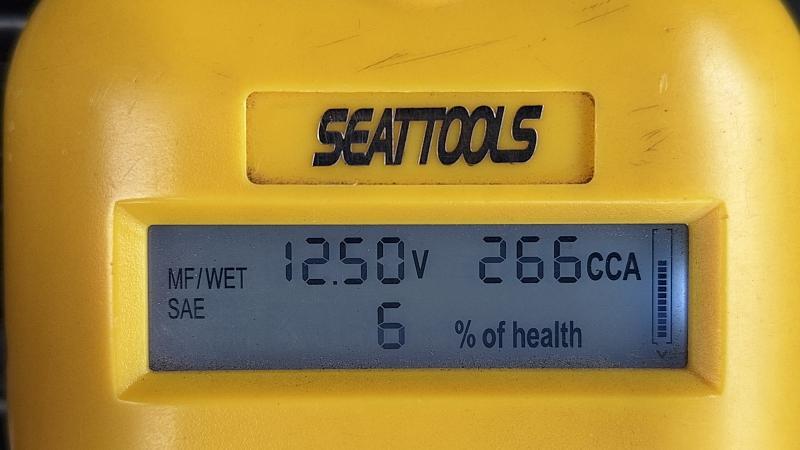 SEATTOOLS
MF/WET 12.50V 266CCA
SAE
6 % of health